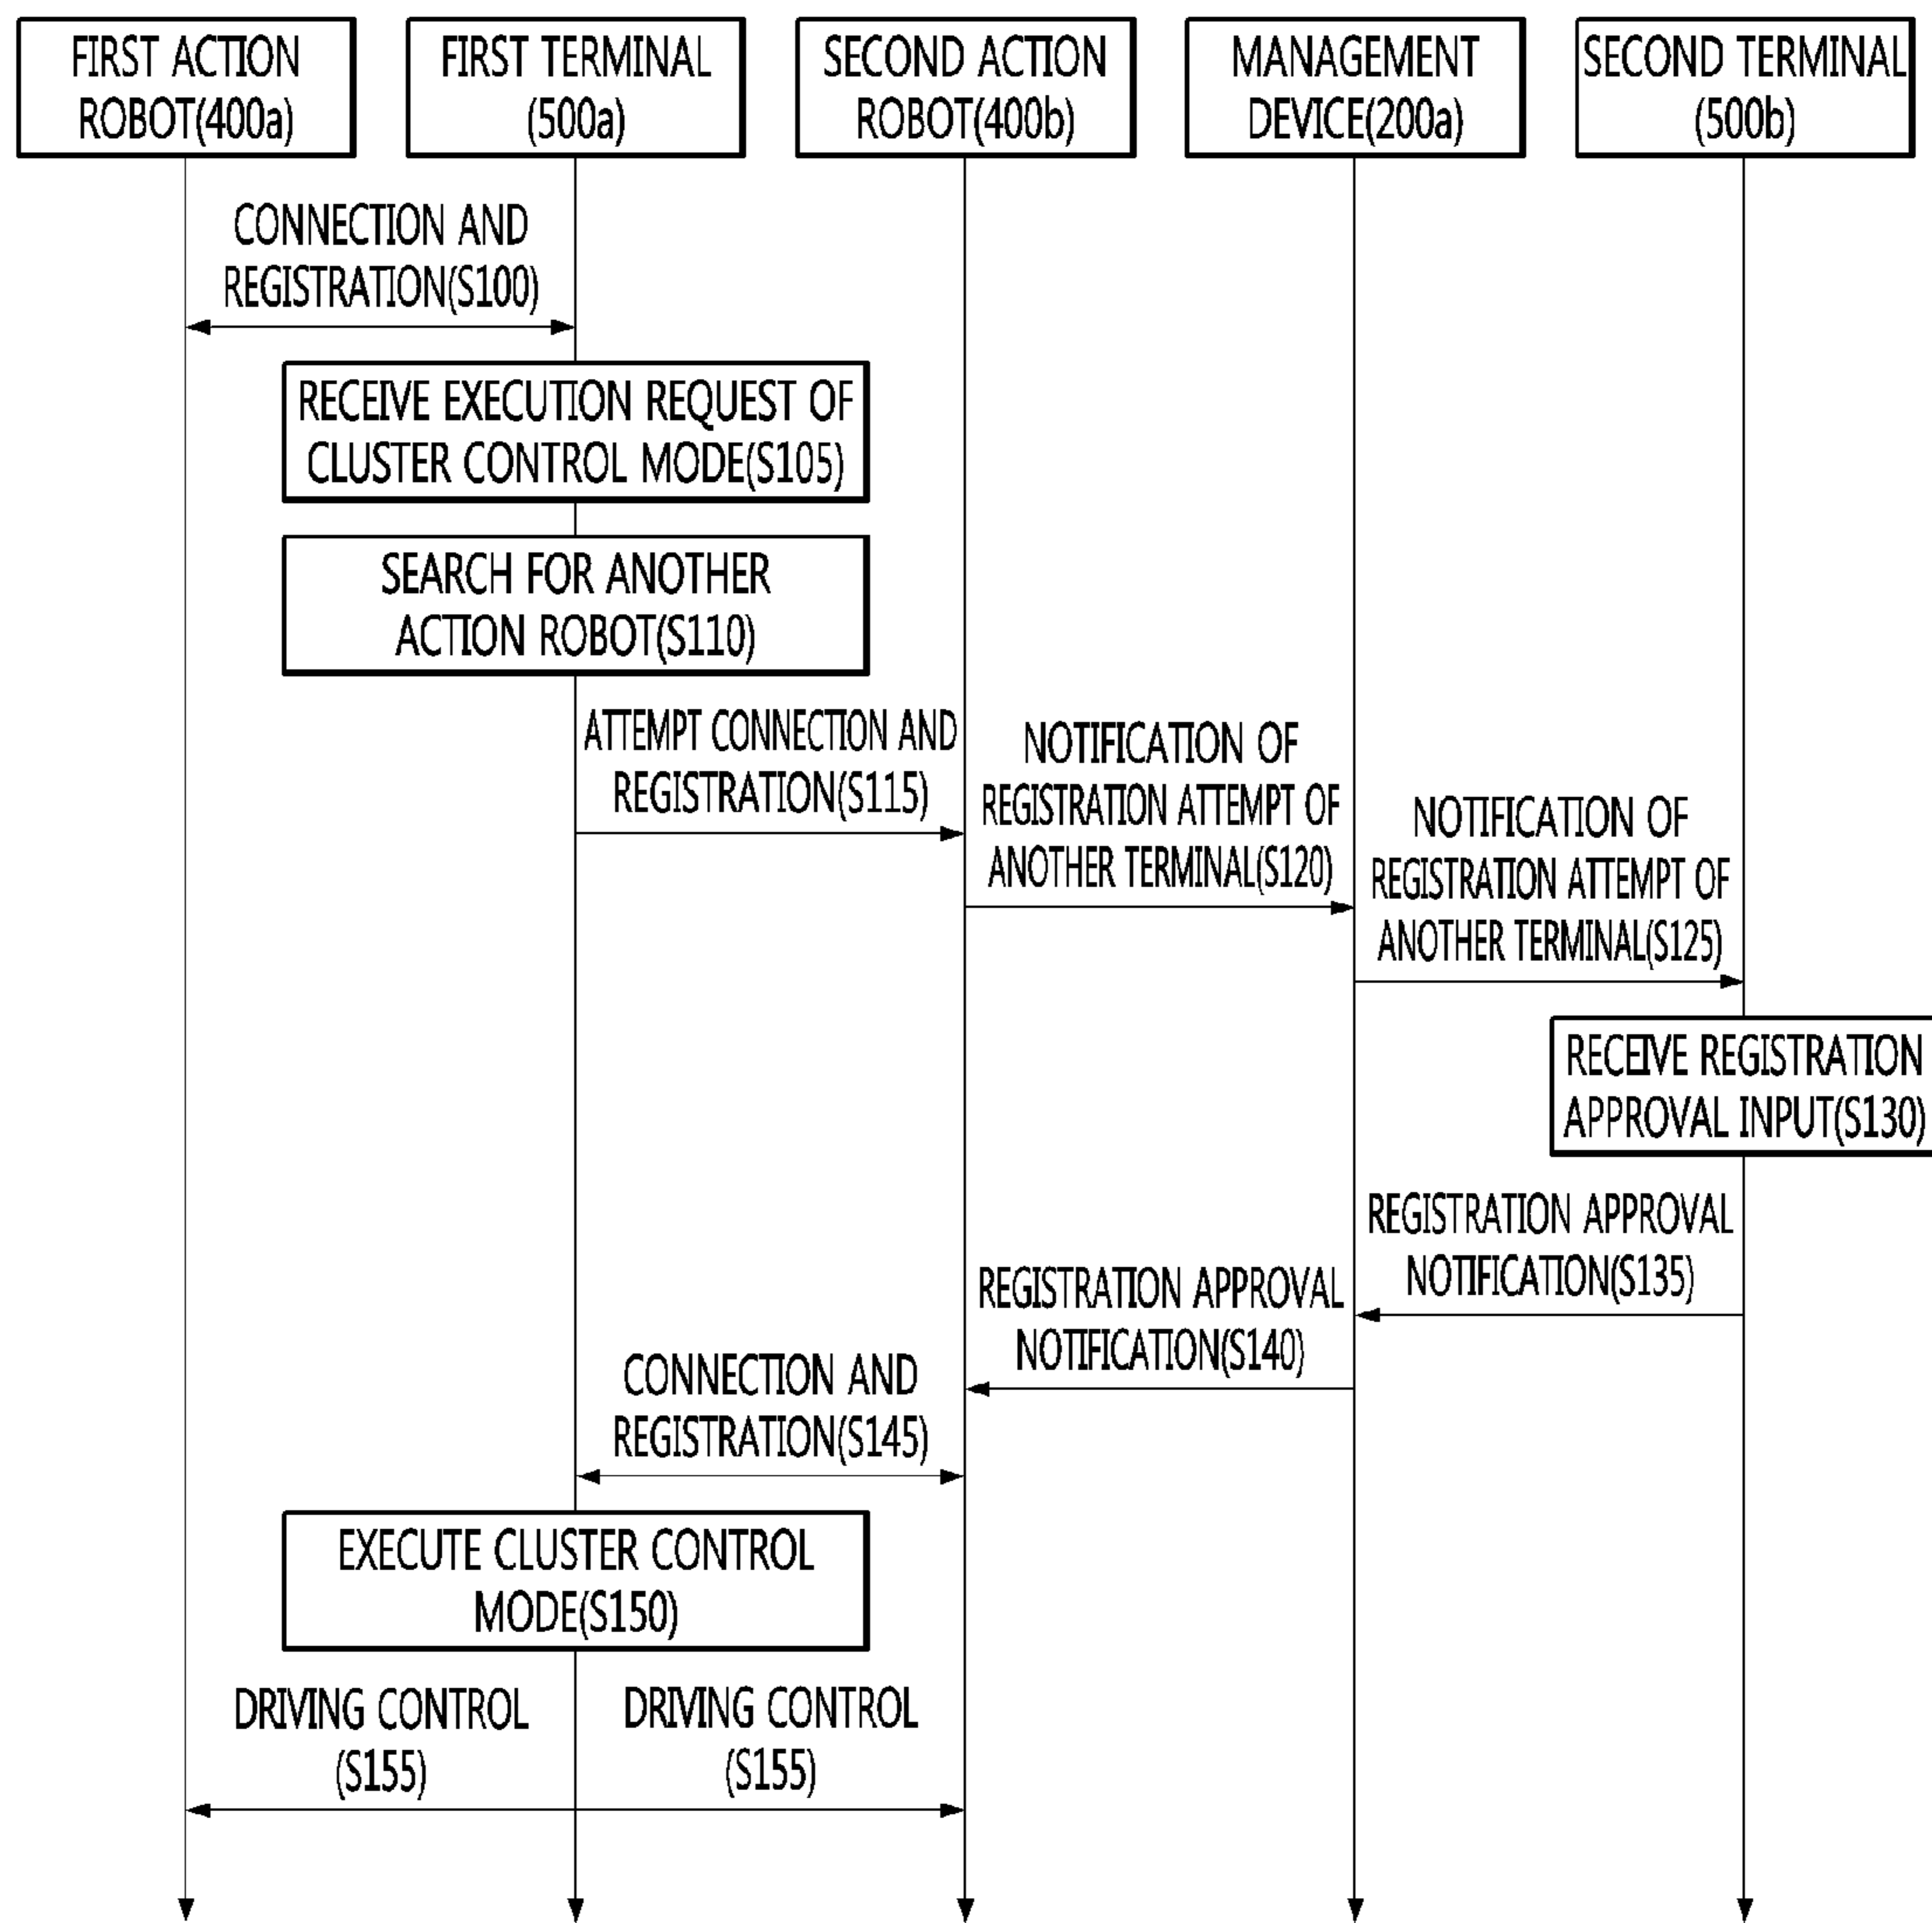 FIRST ACTION
ROBOT(400a)
FIRST TERMINAL
(500a)
SECOND ACTION
ROBOT(400b)
MANAGEMENT
DEVICE(200a)
SECOND TERMINAL
(500b)
CONNECTION AND
REGISTRATION(S100)
RECEIVE EXECUTION REQUEST OF
CLUSTER CONTROL MODE(S105)
SEARCH FOR ANOTHER
ACTION ROBOT(S110)
ATTEMPT CONNECTION AND
REGISTRATION(S115)
NOTIFICATION OF
REGISTRATION ATTEMPT OF
ANOTHER TERMINAL(S120)
NOTIFICATION OF
REGISTRATION ATTEMPT OF
ANOTHER TERMINAL(S125)
RECEIVE REGISTRATION
APPROVAL INPUT(S130)
REGISTRATION APPROVAL
NOTIFICATION(S135)
REGISTRATION APPROVAL
NOTIFICATION(S140)
CONNECTION AND
REGISTRATION(S145)
EXECUTE CLUSTER CONTROL
MODE(S150)
DRIVING CONTROL
(S155)
DRIVING CONTROL
(S155)